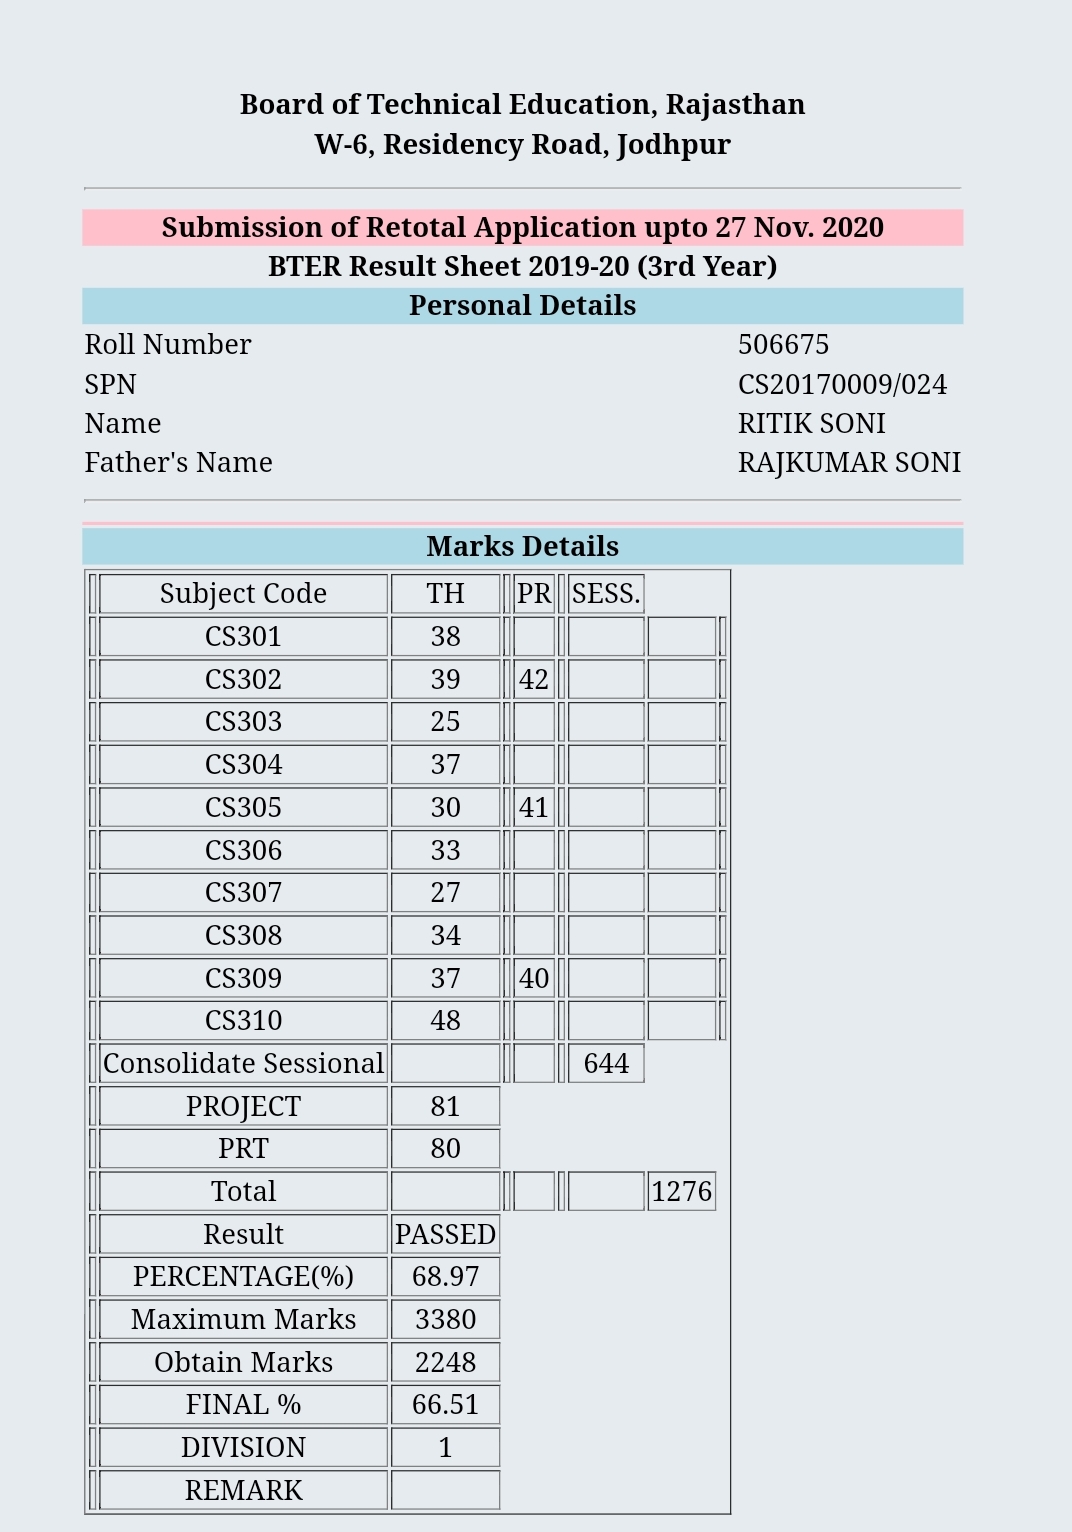 Board of Technical Education, Rajasthan
W-6, Residency Road, Jodhpur
Submission of Retotal Application upto 27 Nov. 2020
BTER Result Sheet 2019-20 (3rd Year)
Personal Details
Roll Number 506675
SPN CS20170009/024
Name RITIK SONI
Father's Name RAJKUMAR SONI
Marks Details
Subject Code TH PR SESS.
CS301 38
CS302 39 42
CS303 25
CS304 37
CS305 30 41
CS306 33
CS307 27
CS308 34
CS309 37 40
CS310 48
Consolidate Sessional 644
PROJECT 81
PRT 80
Total 1276
Result PASSED
PERCENTAGE(%) 68.97
Maximum Marks 3380
Obtain Marks 2248
FINAL % 66.51
DIVISION 1
REMARK